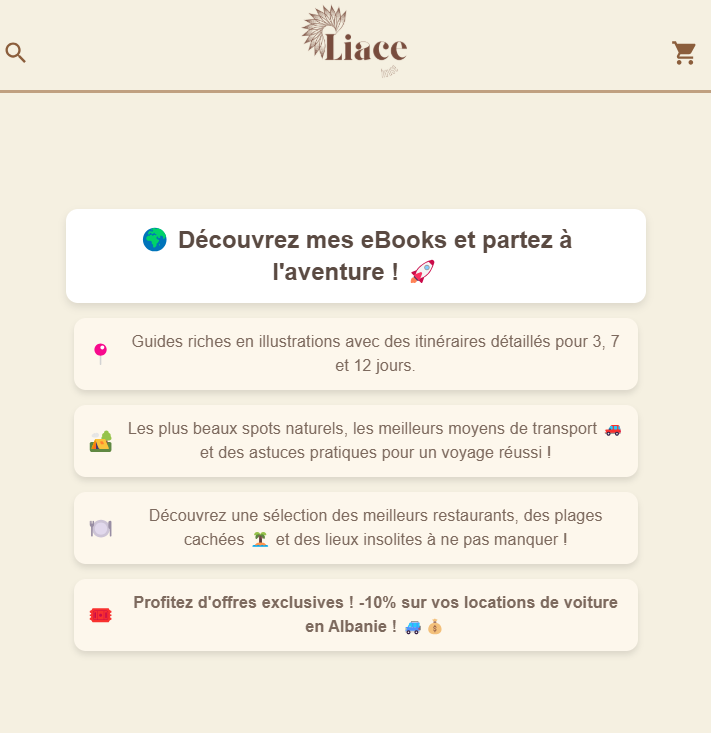 Liace
🌍 Découvrez mes eBooks et partez à
l'aventure ! 🚀
📍 Guides riches en illustrations avec des itinéraires détaillés pour 3, 7
et 12 jours.
🏕️ Les plus beaux spots naturels, les meilleurs moyens de transport 🚗
et des astuces pratiques pour un voyage réussi !
🍽️ Découvrez une sélection des meilleurs restaurants, des plages
cachées 🏝️ et des lieux insolites à ne pas manquer !
🎟️ Profitez d'offres exclusives ! -10% sur vos locations de voiture
en Albanie ! 🚙💰